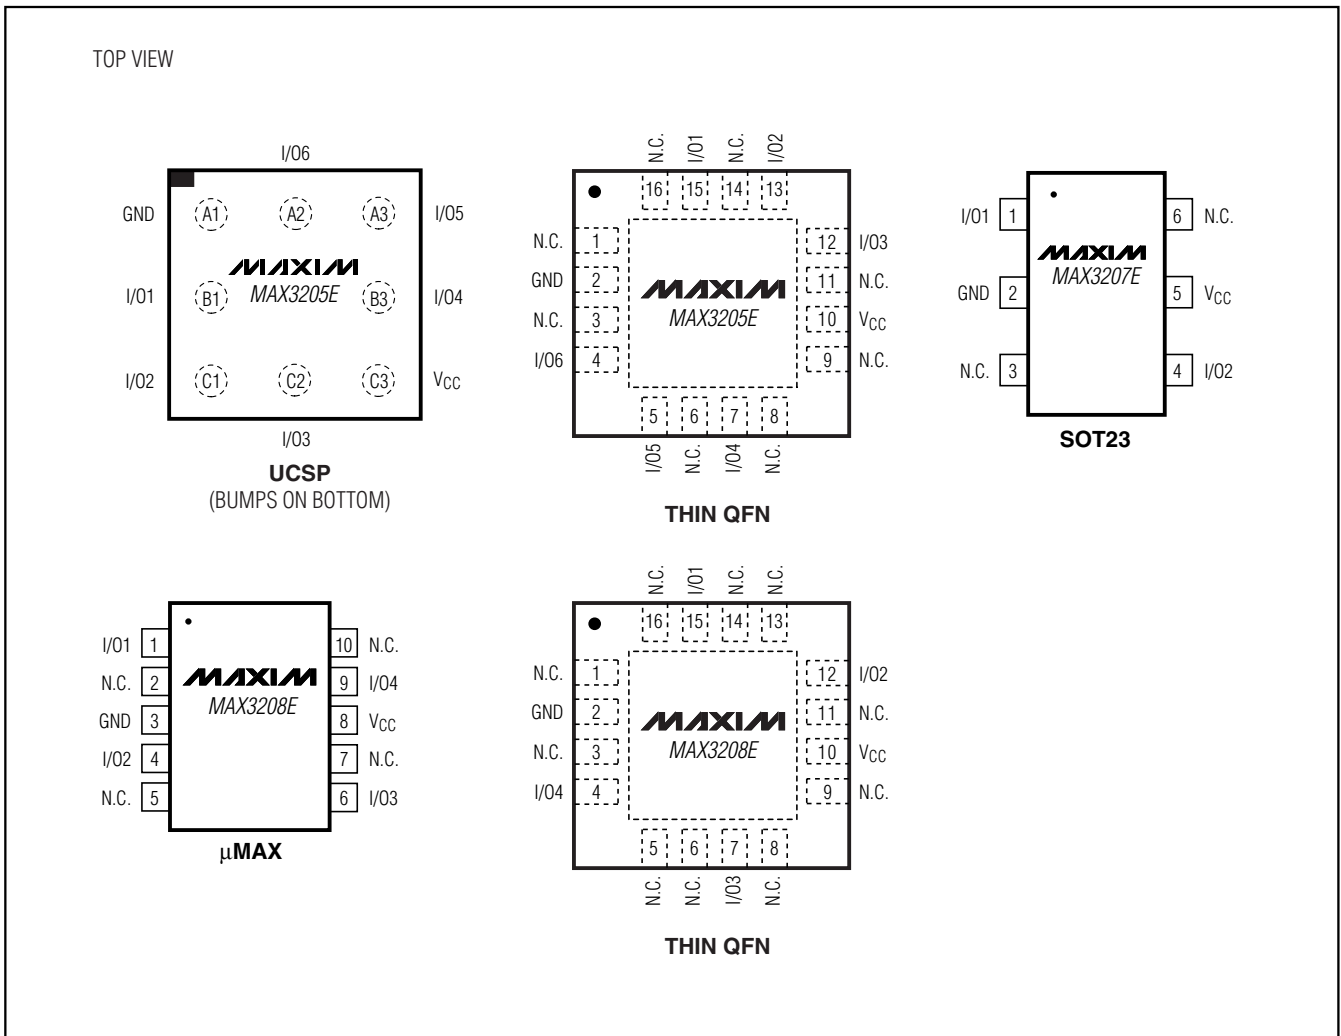 TOP VIEW
I/O6
GND A1 A2 A3 I/O5
MAXIM
I/O1 B1 MAX3205E B3 I/O4
I/O2 C1 C2 C3 VCC
I/O3
UCSP
(BUMPS ON BOTTOM)
N.C. I/O1 N.C. I/O2
16 15 14 13
N.C. 1 12 I/O3
GND 2 MAXIM 11 N.C.
N.C. 3 MAX3205E 10 VCC
I/O6 4 9 N.C.
5 6 7 8
I/O5 N.C. I/O4 N.C.
THIN QFN
I/O1 1 6 N.C.
MAXIM
MAX3207E
GND 2 5 VCC
N.C. 3 4 I/O2
SOT23
I/O1 1 10 N.C.
N.C. 2 MAXIM 9 I/O4
MAX3208E
GND 3 8 VCC
I/O2 4 7 N.C.
N.C. 5 6 I/O3
µMAX
N.C. I/O1 N.C. N.C.
16 15 14 13
N.C. 1 12 I/O2
GND 2 MAXIM 11 N.C.
N.C. 3 MAX3208E 10 VCC
I/O4 4 9 N.C.
5 6 7 8
N.C. N.C. I/O3 N.C.
THIN QFN